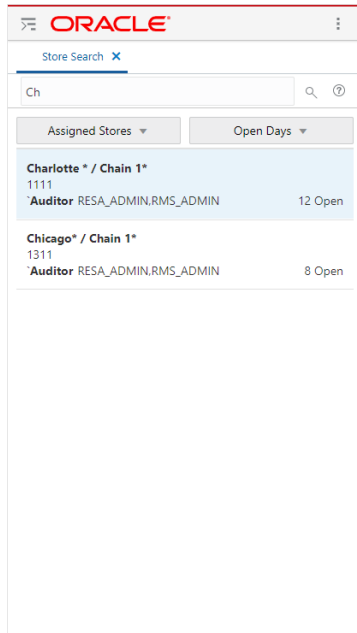 ORACLE
Store Search
Ch
Assigned Stores
Open Days
Charlotte * / Chain 1*
1111
`Auditor RESA_ADMIN,RMS_ADMIN 12 Open
Chicago* / Chain 1*
1311
`Auditor RESA_ADMIN,RMS_ADMIN 8 Open